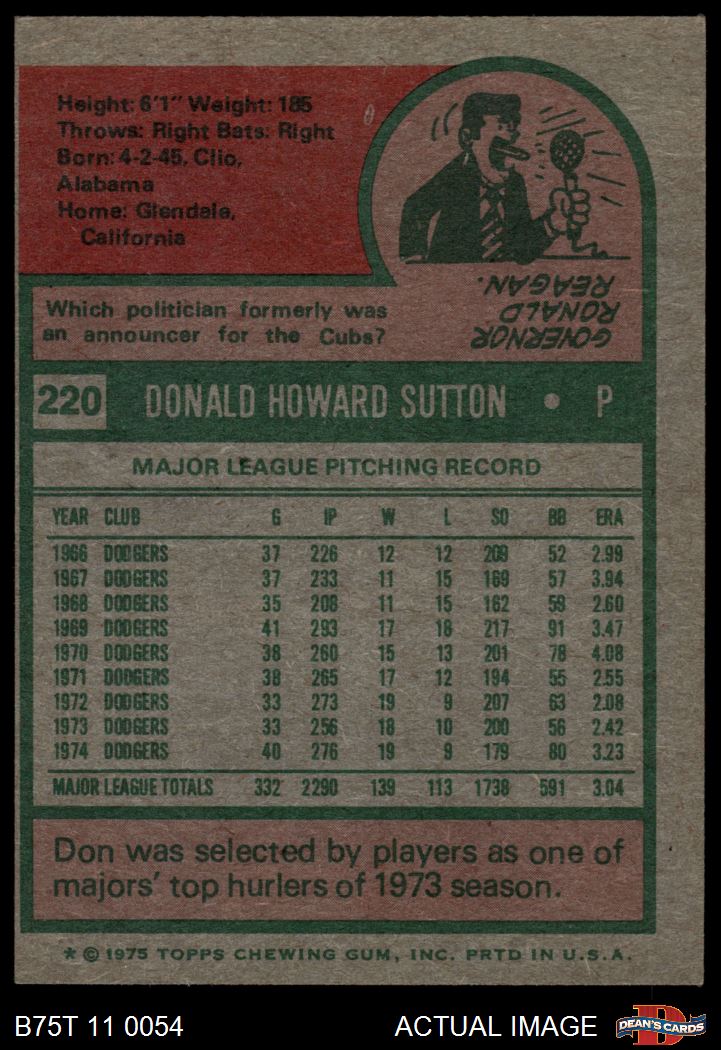 Height: 6'1" Weight: 185
Throws: Right Bats: Right
Born: 4-2-45, Clio,
Alabama
Home: Glendale,
California
GOVERNOR
RONALD
REAGAN.
Which politician formerly was
an announcer for the Cubs?
220 DONALD HOWARD SUTTON • P
MAJOR LEAGUE PITCHING RECORD
YEAR CLUB G IP W L SO BB ERA
1966 DODGERS 37 226 12 12 209 52 2.99
1967 DODGERS 37 233 11 15 169 57 3.94
1968 DODGERS 35 208 11 15 162 59 2.60
1969 DODGERS 41 293 17 18 217 91 3.47
1970 DODGERS 38 260 15 13 201 78 4.08
1971 DODGERS 38 265 17 12 194 55 2.55
1972 DODGERS 33 273 19 9 207 63 2.08
1973 DODGERS 33 256 18 10 200 56 2.42
1974 DODGERS 40 276 19 9 179 80 3.23
MAJOR LEAGUE TOTALS 332 2290 139 113 1738 591 3.04
Don was selected by players as one of
majors' top hurlers of 1973 season.
* © 1975 TOPPS CHEWING GUM, INC. PRTD IN U.S.A.
B75T 11 0054 ACTUAL IMAGE DEAN'S CARDS